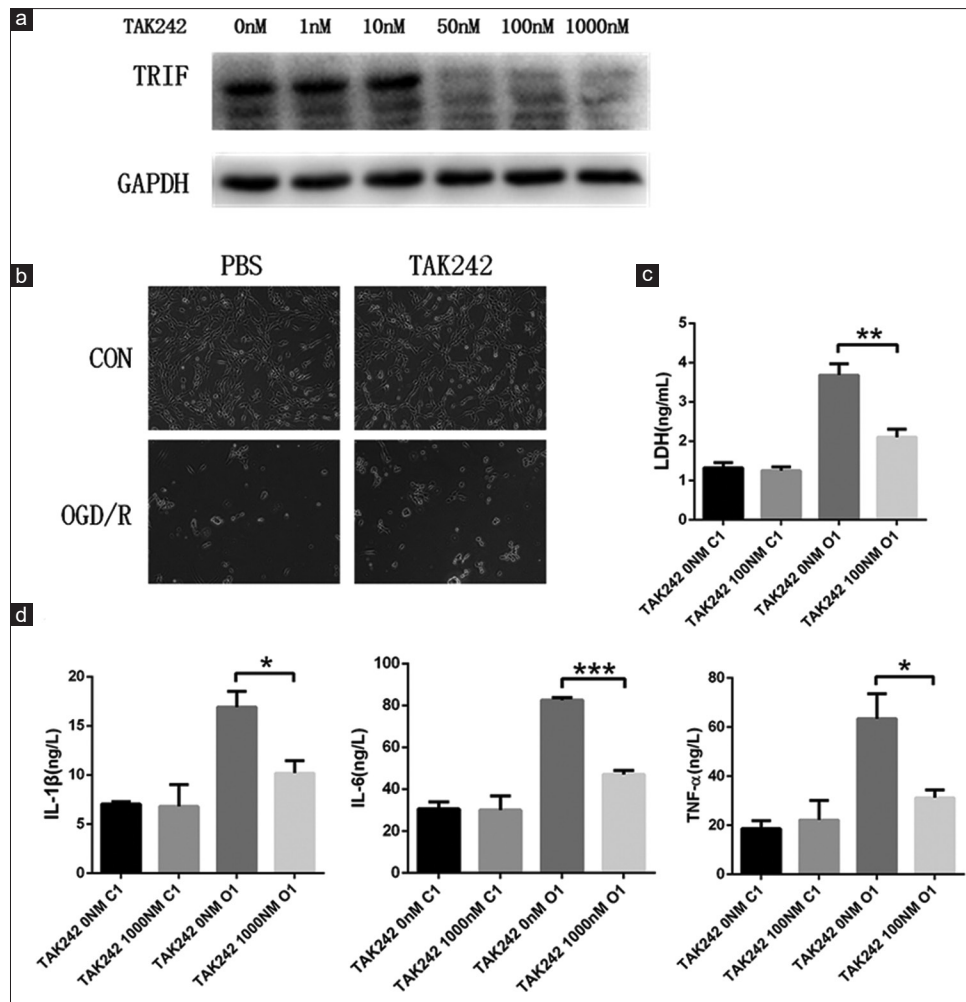 a
TAK242 0nM 1nM 10nM 50nM 100nM 1000nM
TRIF
GAPDH
b
PBS TAK242
CON
OGD/R
c
LDH(ng/mL)
5
4
3
2
1
0
**
TAK242 0NM C1
TAK242 100NM C1
TAK242 0NM O1
TAK242 100NM O1
d
IL-1β(ng/L)
20
15
10
5
0
*
TAK242 0NM C1
TAK242 1000NM C1
TAK242 0NM O1
TAK242 1000NM O1
IL-6(ng/L)
100
80
60
40
20
0
***
TAK242 0nM C1
TAK242 1000nM C1
TAK242 0nM O1
TAK242 1000nM O1
TNF-α(ng/L)
80
60
40
20
0
*
TAK242 0NM C1
TAK242 100NM C1
TAK242 0NM O1
TAK242 100NM O1